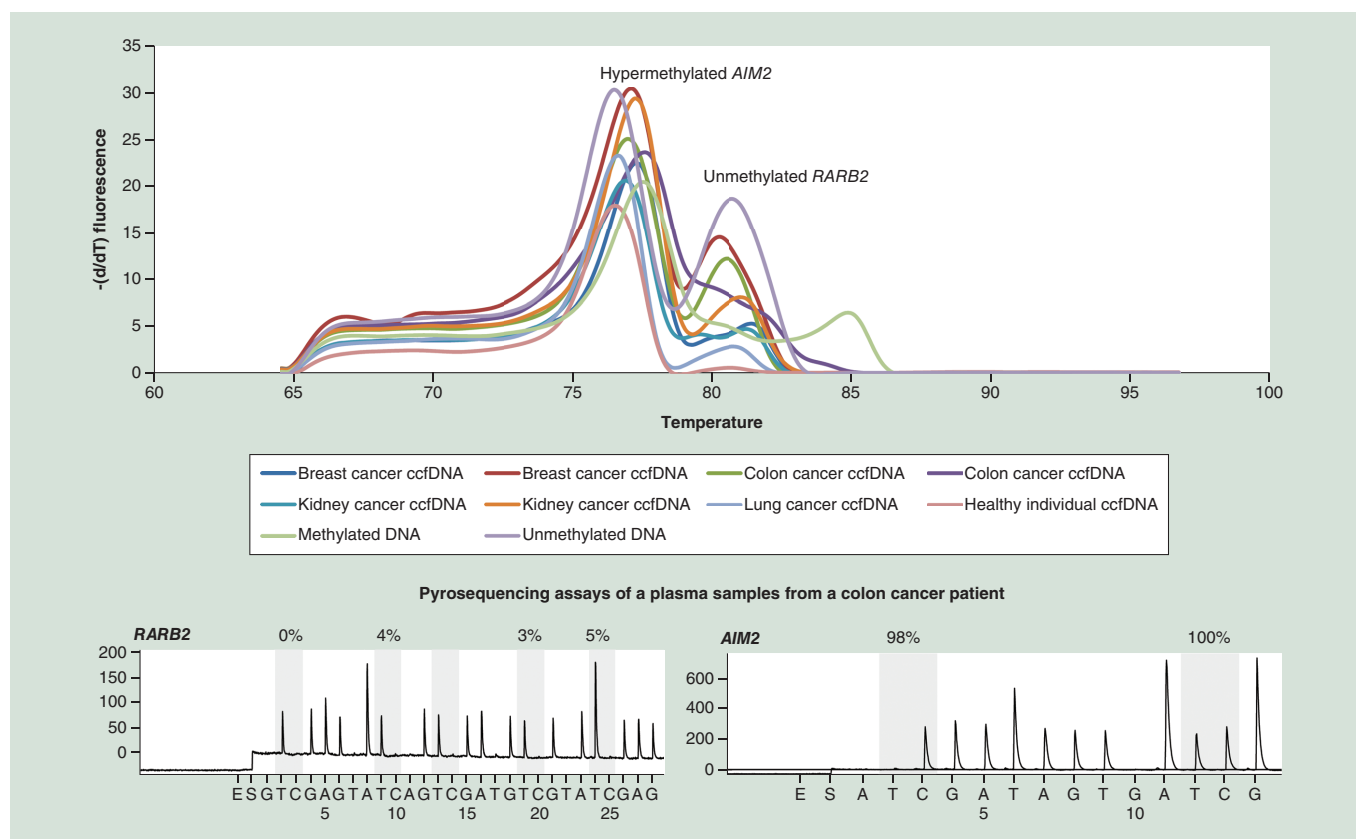 35
30
25
20
15
10
5
0
-(d/dT) fluorescence
Hypermethylated AIM2
Unmethylated RARB2
60 65 70 75 80 85 90 95 100
Temperature
Breast cancer ccfDNA Breast cancer ccfDNA Colon cancer ccfDNA Colon cancer ccfDNA
Kidney cancer ccfDNA Kidney cancer ccfDNA Lung cancer ccfDNA Healthy individual ccfDNA
Methylated DNA Unmethylated DNA
Pyrosequencing assays of a plasma samples from a colon cancer patient
RARB2 0% 4% 3% 5%
200
150
100
50
0
E S G T C G A G T A T C A G T C G A T G T C G T A T C G A G
5 10 15 20 25
AIM2 98% 100%
600
400
200
0
E S A T C G A T A G T G A T C G
5 10